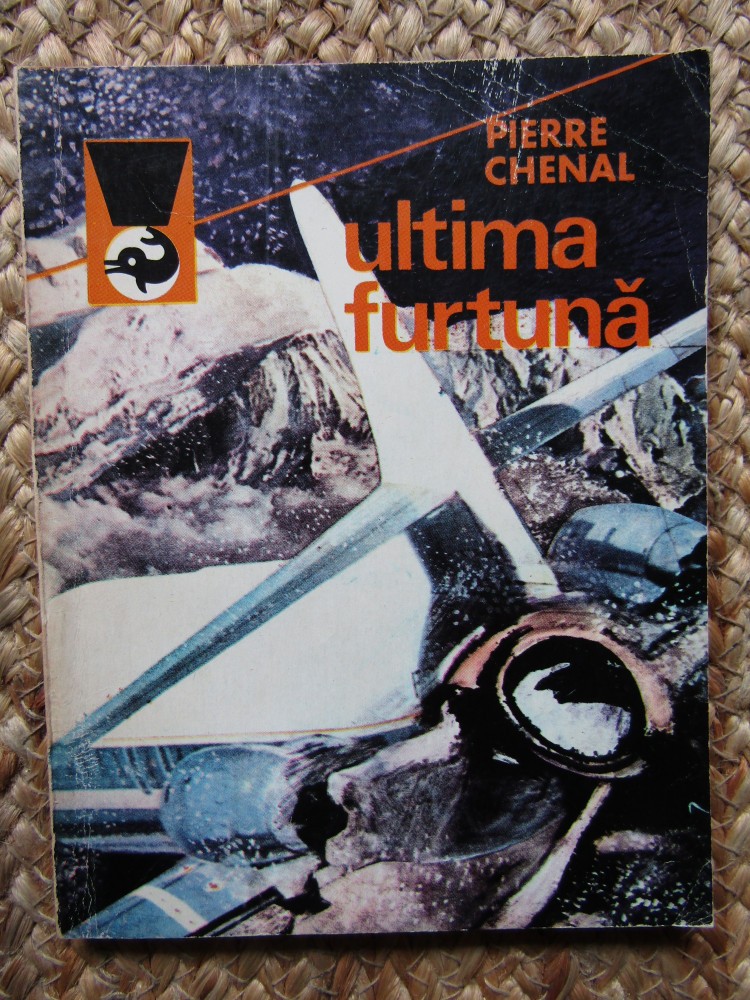 PIERRE
CHENAL
ultima
furtună